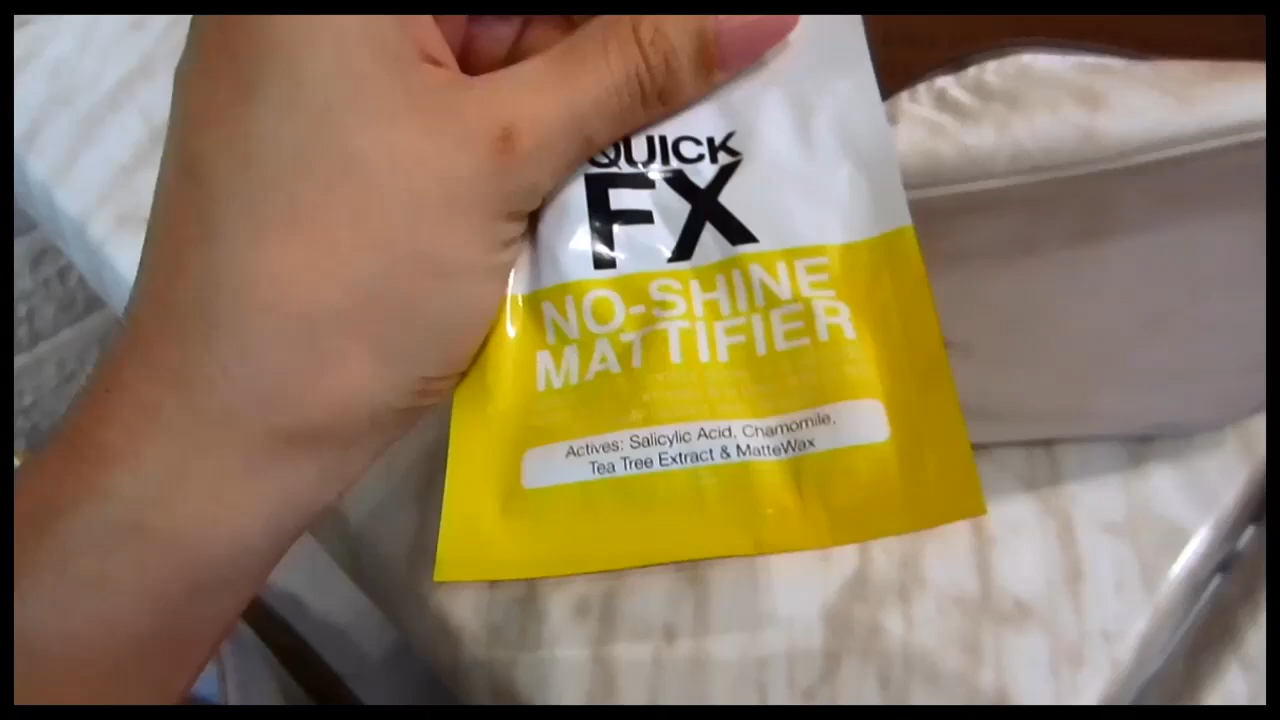 QUICK
FX
NO-SHINE
MATTIFIER
Actives: Salicylic Acid, Chamomile,
Tea Tree Extract & MatteWax